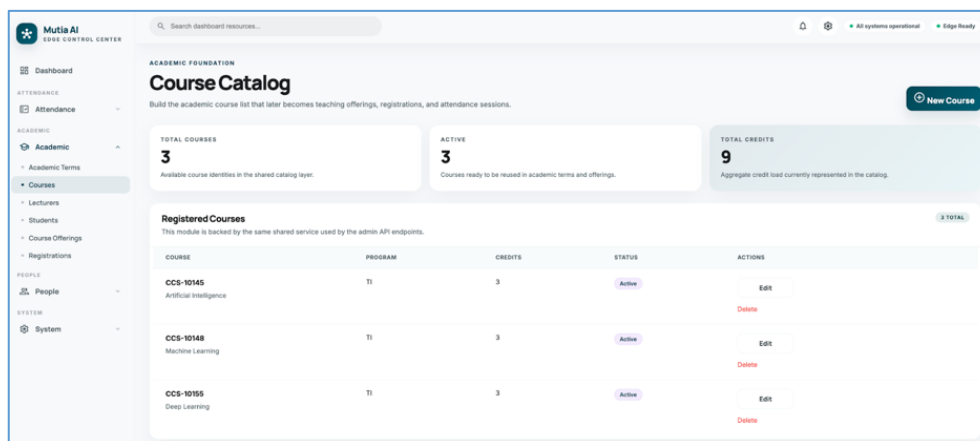 Mutia AI
EDGE CONTROL CENTER
Search dashboard resources...
All systems operational
Edge Ready
Dashboard
ATTENDANCE
Attendance
ACADEMIC
Academic
Academic Terms
Courses
Lecturers
Students
Course Offerings
Registrations
PEOPLE
People
SYSTEM
System
ACADEMIC FOUNDATION
Course Catalog
Build the academic course list that later becomes teaching offerings, registrations, and attendance sessions.
New Course
TOTAL COURSES
3
Available course identities in the shared catalog layer.
ACTIVE
3
Courses ready to be reused in academic terms and offerings.
TOTAL CREDITS
9
Aggregate credit load currently represented in the catalog.
Registered Courses
3 TOTAL
This module is backed by the same shared service used by the admin API endpoints.
COURSE PROGRAM CREDITS STATUS ACTIONS
CCS-10145 TI 3 Active Edit
Artificial Intelligence
Delete
CCS-10148 TI 3 Active Edit
Machine Learning
Delete
CCS-10155 TI 3 Active Edit
Deep Learning
Delete